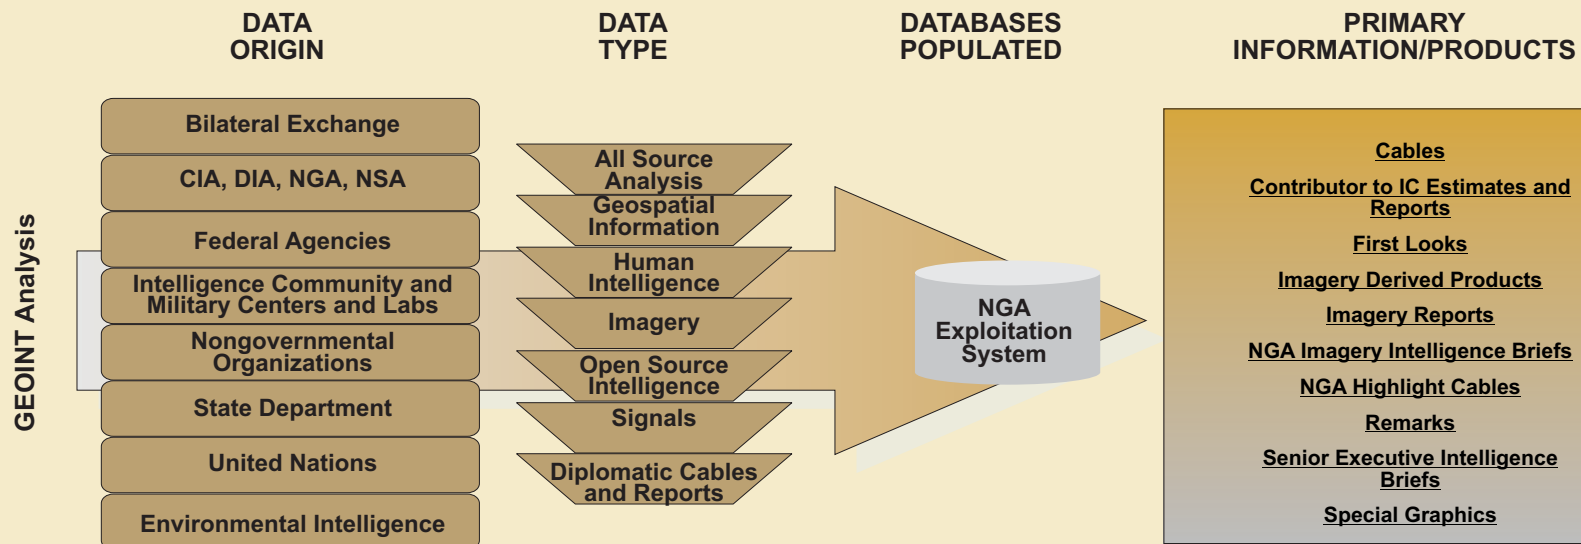 DATA
ORIGIN
DATA
TYPE
DATABASES
POPULATED
PRIMARY
INFORMATION/PRODUCTS
GEOINT Analysis
Bilateral Exchange
CIA, DIA, NGA, NSA
Federal Agencies
Intelligence Community and
Military Centers and Labs
Nongovernmental
Organizations
State Department
United Nations
Environmental Intelligence
All Source
Analysis
Geospatial
Information
Human
Intelligence
Imagery
Open Source
Intelligence
Signals
Diplomatic Cables
and Reports
NGA
Exploitation
System
Cables
Contributor to IC Estimates and
Reports
First Looks
Imagery Derived Products
Imagery Reports
NGA Imagery Intelligence Briefs
NGA Highlight Cables
Remarks
Senior Executive Intelligence
Briefs
Special Graphics